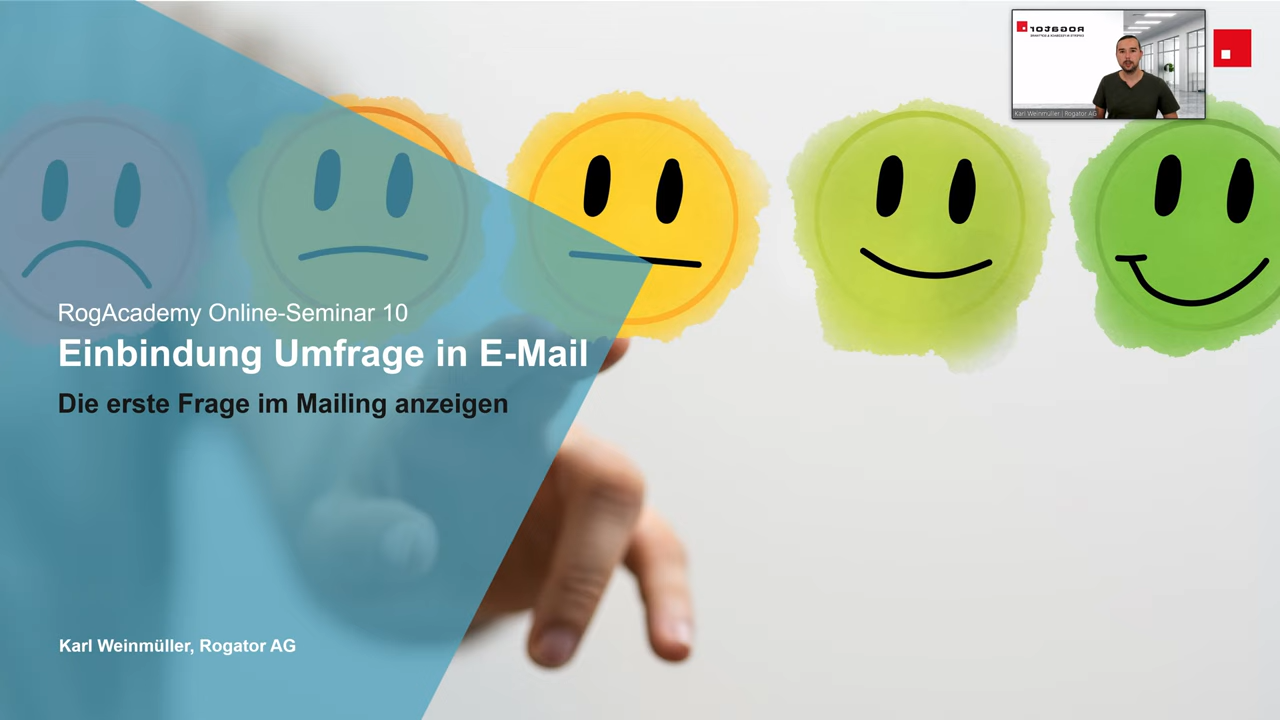 RogAcademy Online-Seminar 10
Einbindung Umfrage in E-Mail
Die erste Frage im Mailing anzeigen
Karl Weinmüller, Rogator AG
Rogator
Karl Weinmüller | Rogator AG